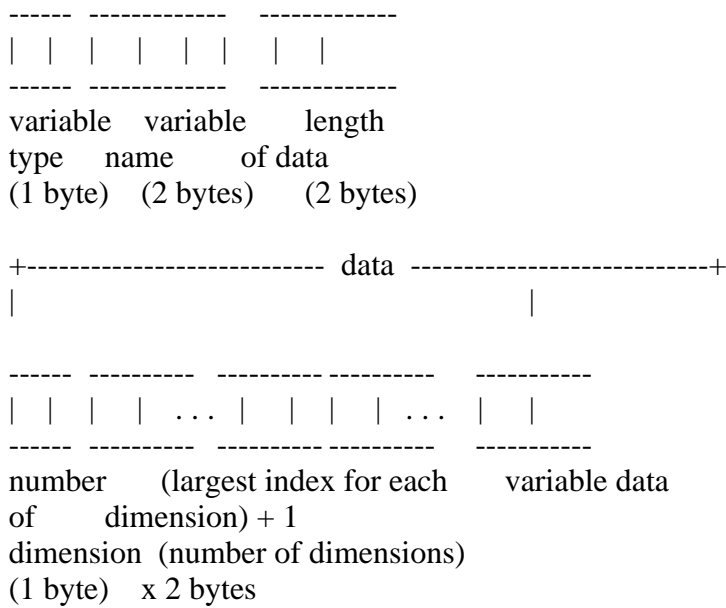 ------ ------------- -------------
| | | | | | | |
------ ------------- -------------
variable variable length
type name of data
(1 byte) (2 bytes) (2 bytes)
+---------------------------- data ----------------------------+
| |
------ ---------- ---------- ---------- -----------
| | | | . . . | | | | . . . | |
------ ---------- ---------- ---------- -----------
number (largest index for each variable data
of dimension) + 1
dimension (number of dimensions)
(1 byte) x 2 bytes